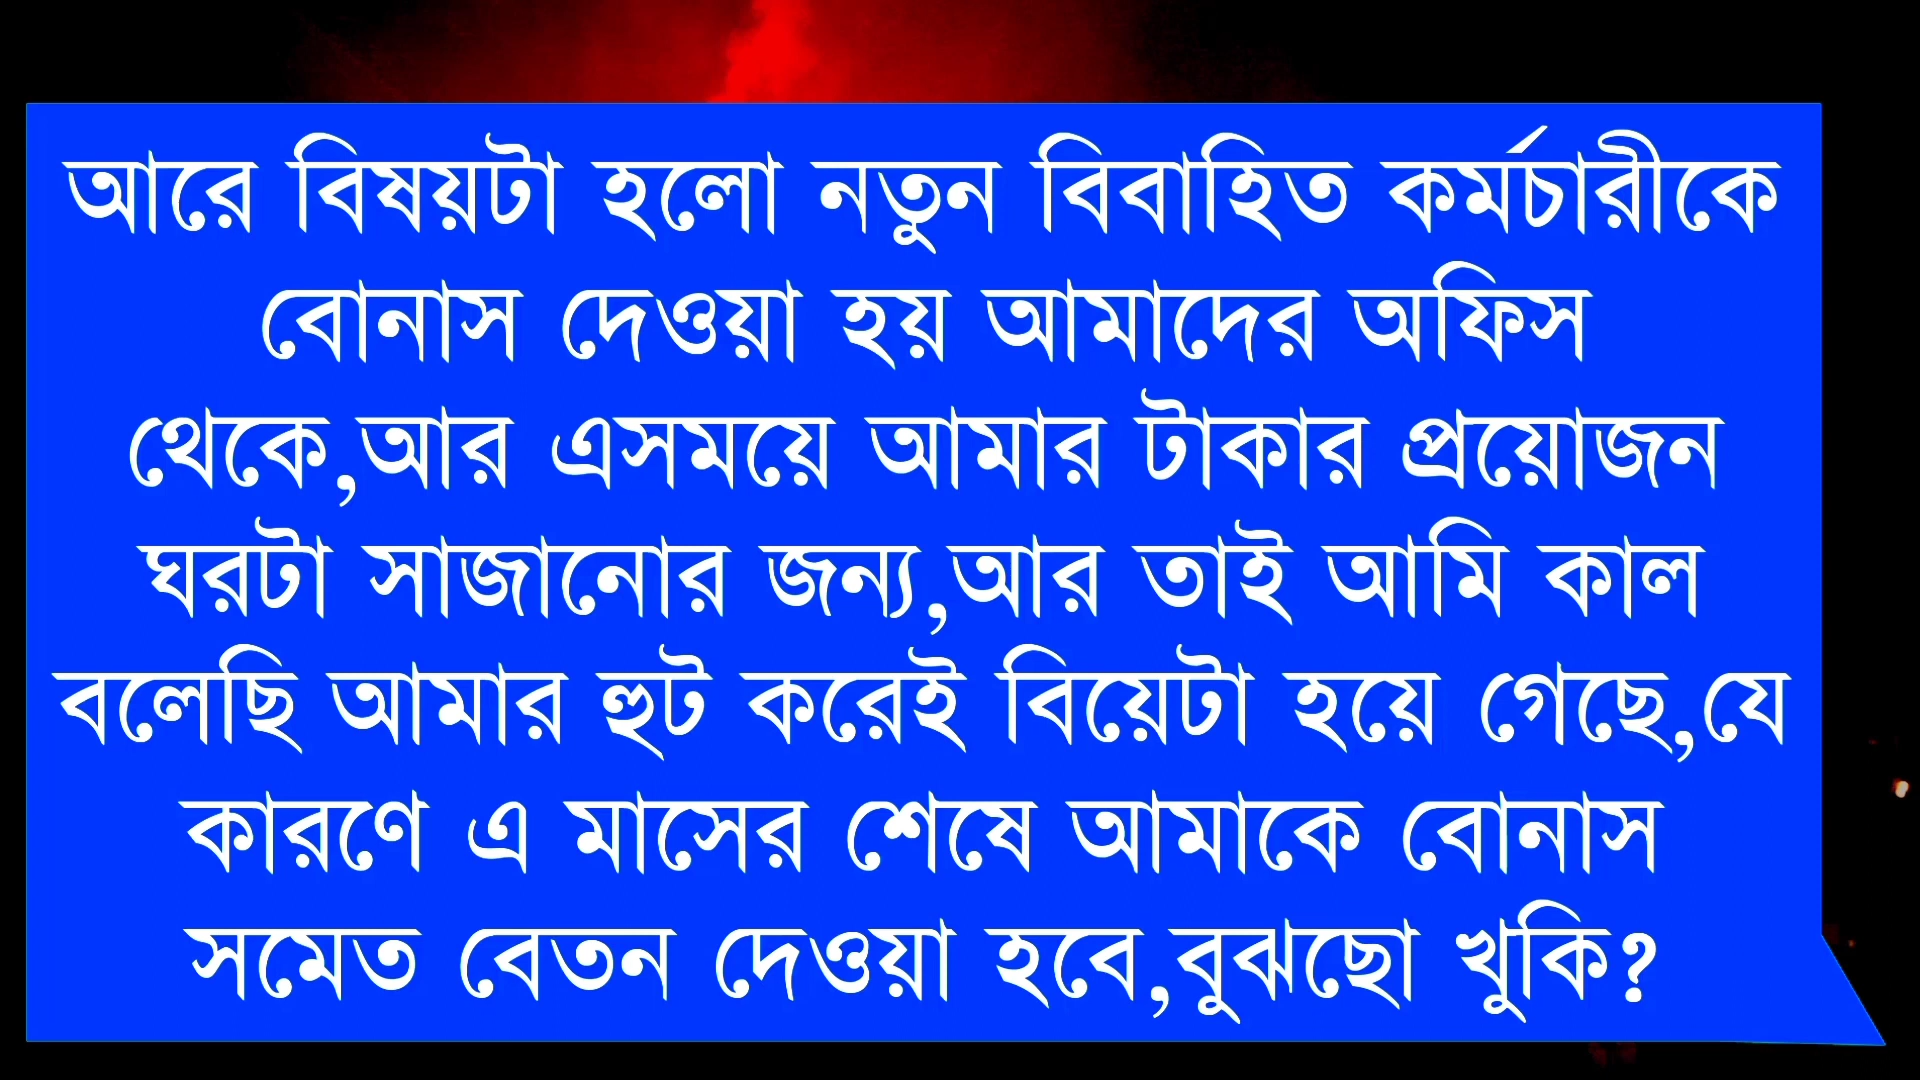 আরে বিষয়টা হলো নতুন বিবাহিত কর্মচারীকে
বোনাস দেওয়া হয় আমাদের অফিস
থেকে,আর এসময়ে আমার টাকার প্রয়োজন
ঘরটা সাজানোর জন্য,আর তাই আমি কাল
বলেছি আমার হুট করেই বিয়েটা হয়ে গেছে,যে
কারণে এ মাসের শেষে আমাকে বোনাস
সমেত বেতন দেওয়া হবে,বুঝছো খুকি?